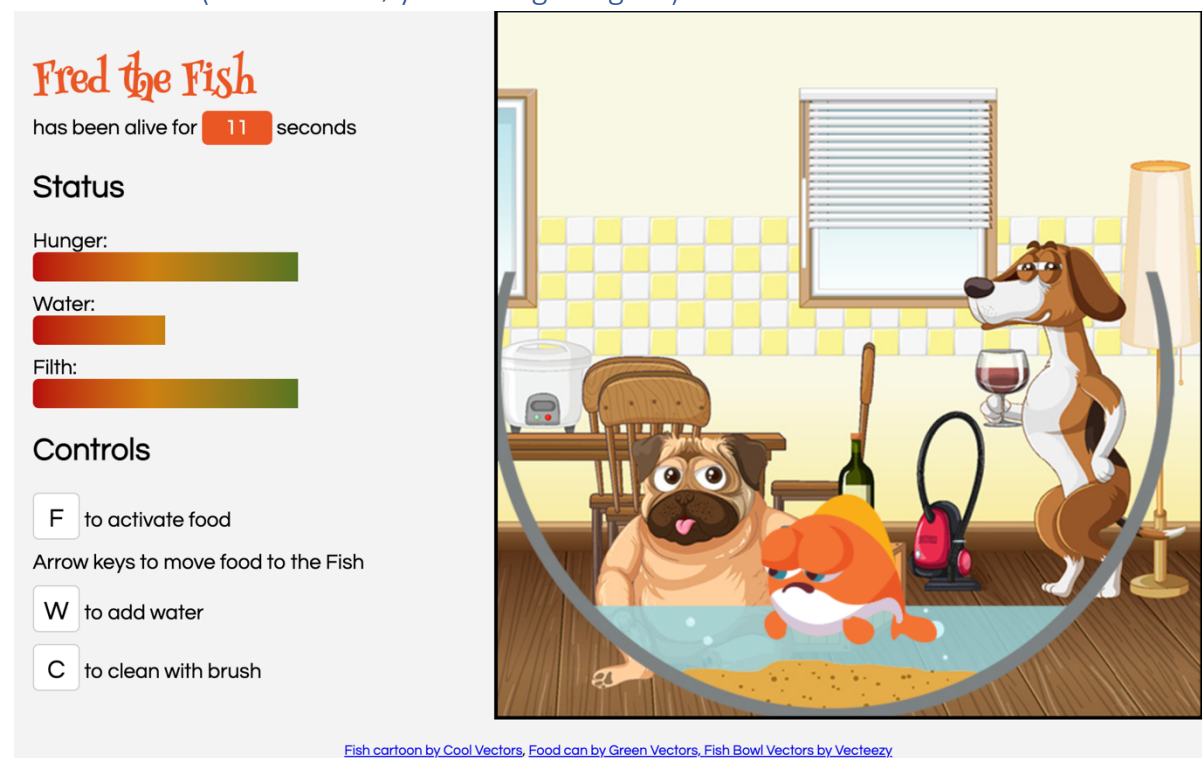 Fred the Fish
has been alive for 11 seconds
Status
Hunger:
Water:
Filth:
Controls
F to activate food
Arrow keys to move food to the Fish
W to add water
C to clean with brush
Fish cartoon by Cool Vectors, Food can by Green Vectors, Fish Bowl Vectors by Vecteezy